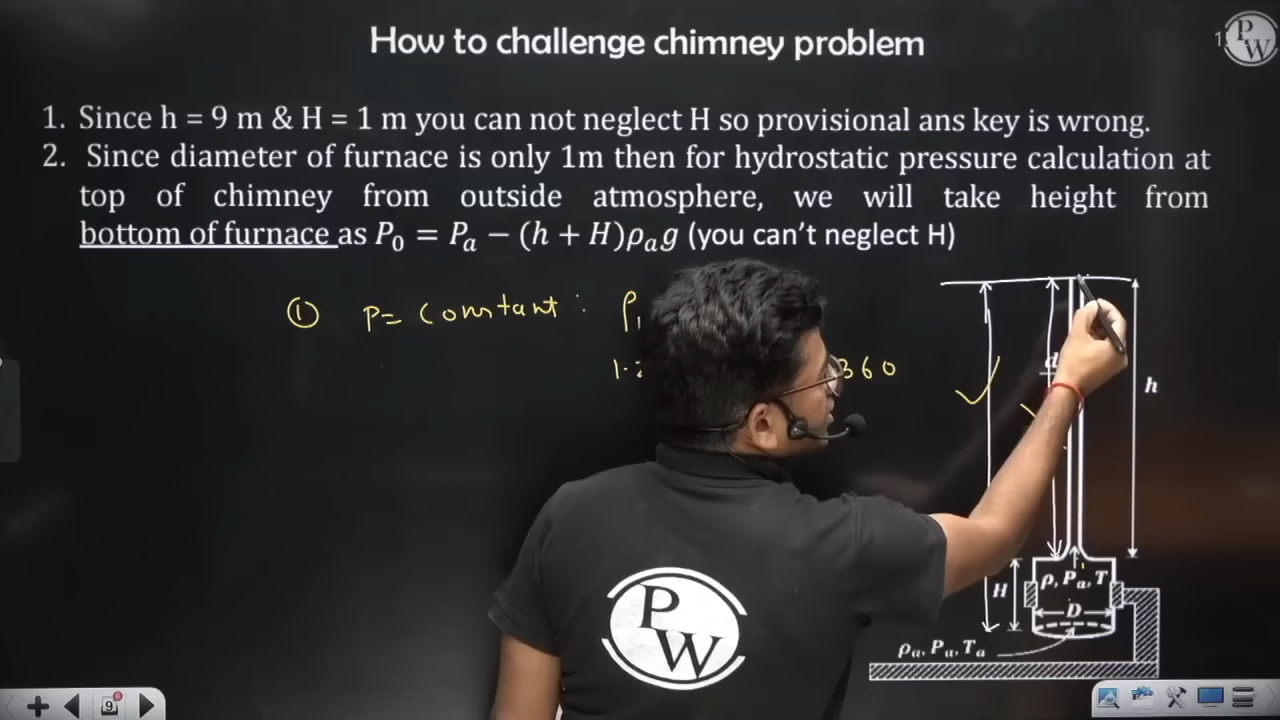 How to challenge chimney problem
1. Since h = 9 m & H = 1 m you can not neglect H so provisional ans key is wrong.
2. Since diameter of furnace is only 1m then for hydrostatic pressure calculation at
top of chimney from outside atmosphere, we will take height from
bottom of furnace as P₀ = Pₐ − (h + H)ρₐg (you can't neglect H)
① P = Constant :
360
d
h
H
ρ, Pₐ, T
D
ρₐ, Pₐ, Tₐ
P
W
P
W
9